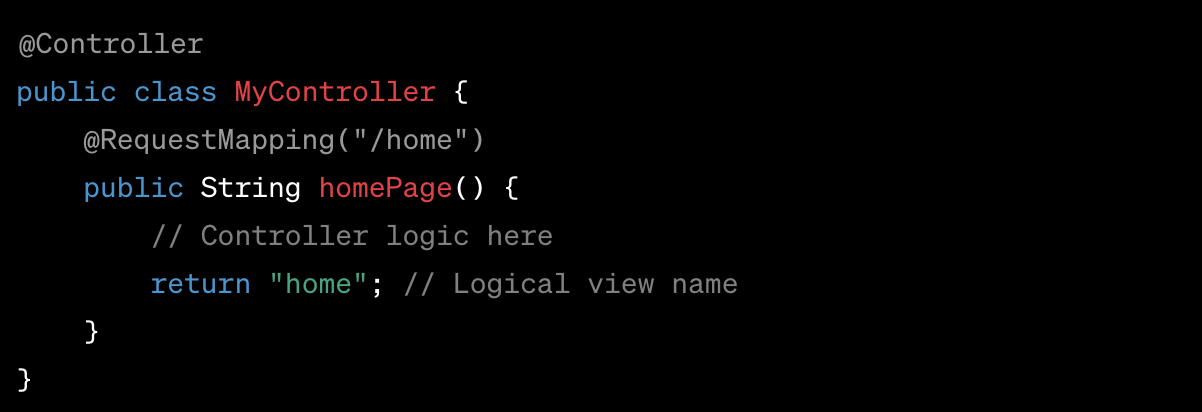 @Controller
public class MyController {
    @RequestMapping("/home")
    public String homePage() {
        // Controller logic here
        return "home"; // Logical view name
    }
}